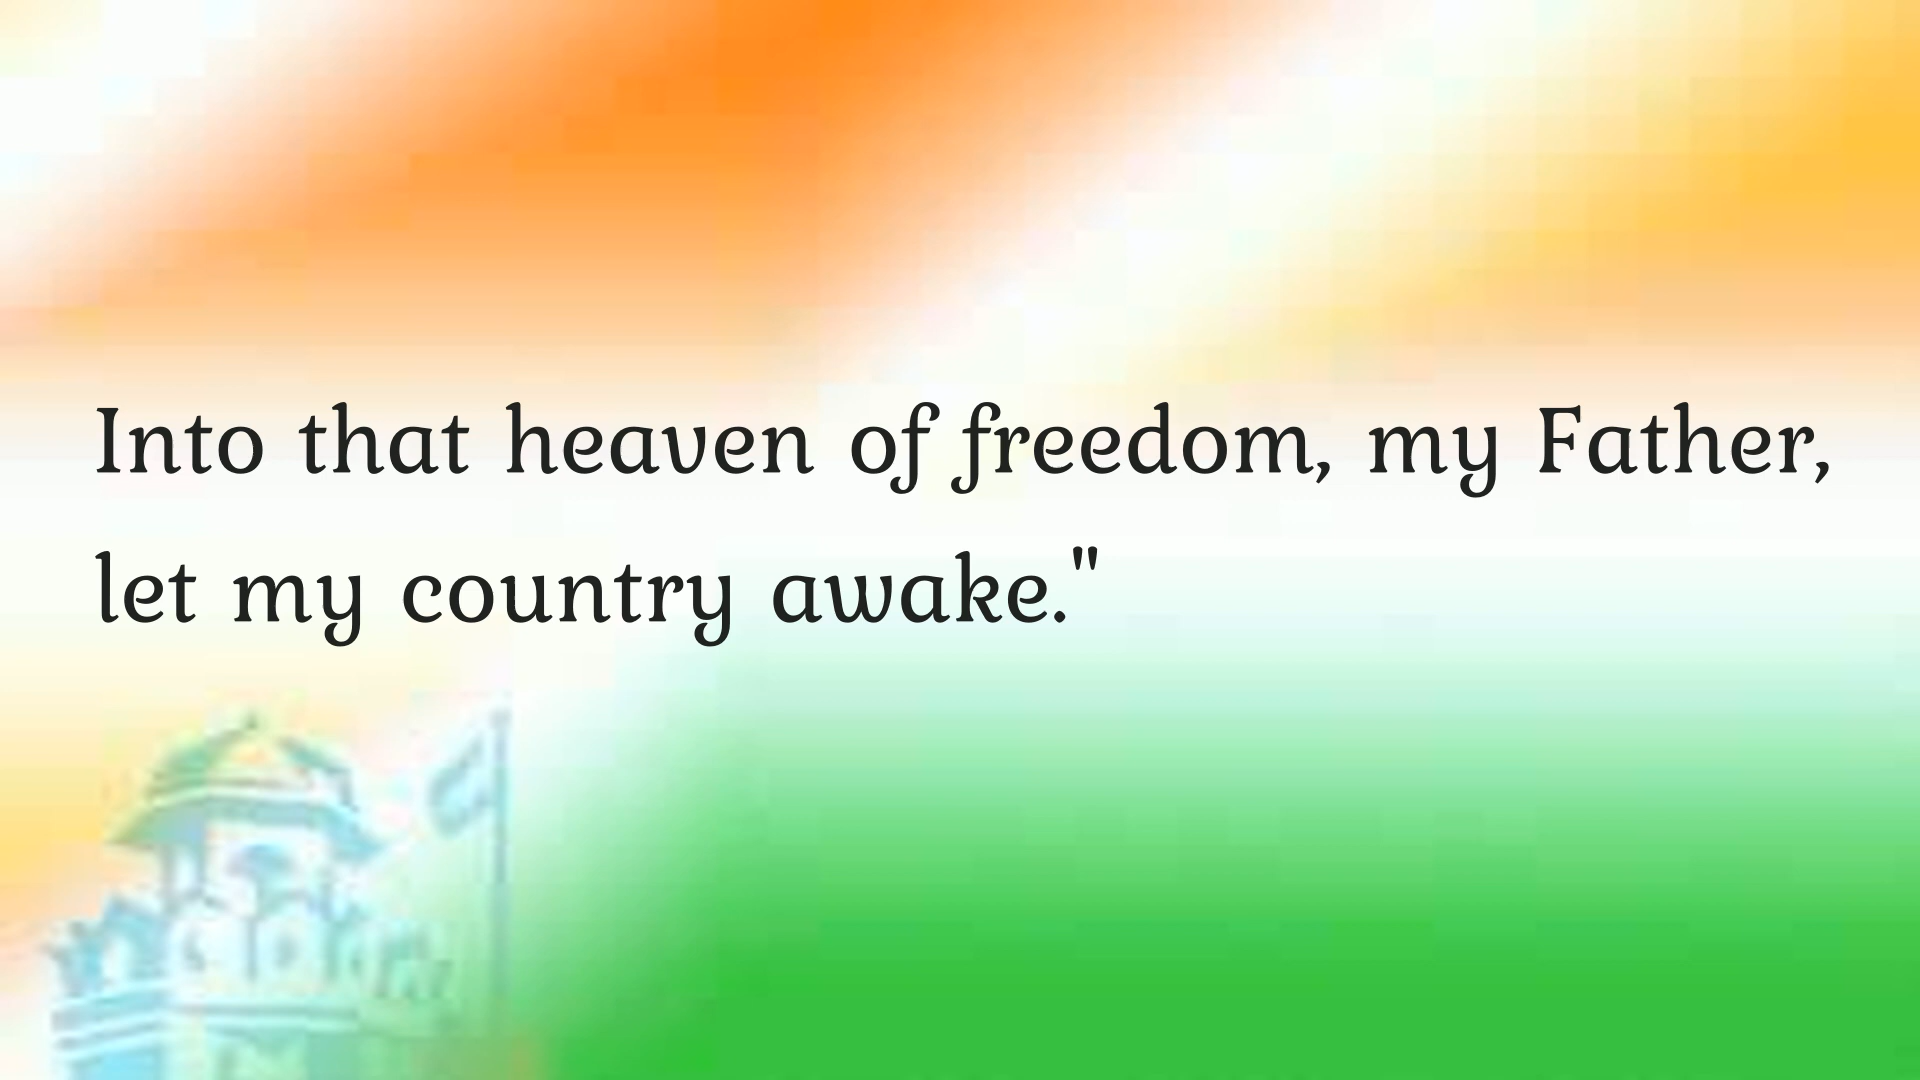 Into that heaven of freedom, my Father,
let my country awake."